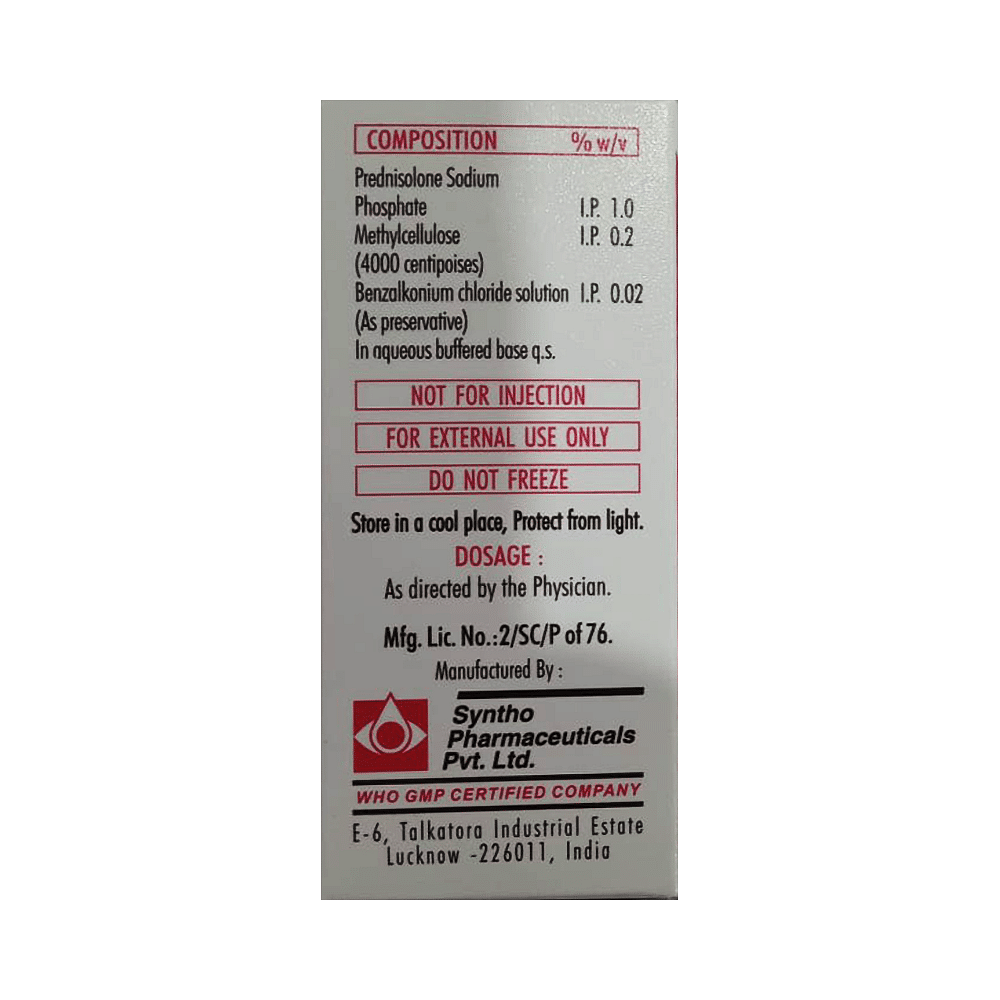 COMPOSITION % w/v
Prednisolone Sodium
Phosphate I.P. 1.0
Methylcellulose I.P. 0.2
(4000 centipoises)
Benzalkonium chloride solution I.P. 0.02
(As preservative)
In aqueous buffered base q.s.
NOT FOR INJECTION
FOR EXTERNAL USE ONLY
DO NOT FREEZE
Store in a cool place, Protect from light.
DOSAGE :
As directed by the Physician.
Mfg. Lic. No.:2/SC/P of 76.
Manufactured By :
Syntho
Pharmaceuticals
Pvt. Ltd.
WHO GMP CERTIFIED COMPANY
E-6, Talkatora Industrial Estate
Lucknow -226011, India